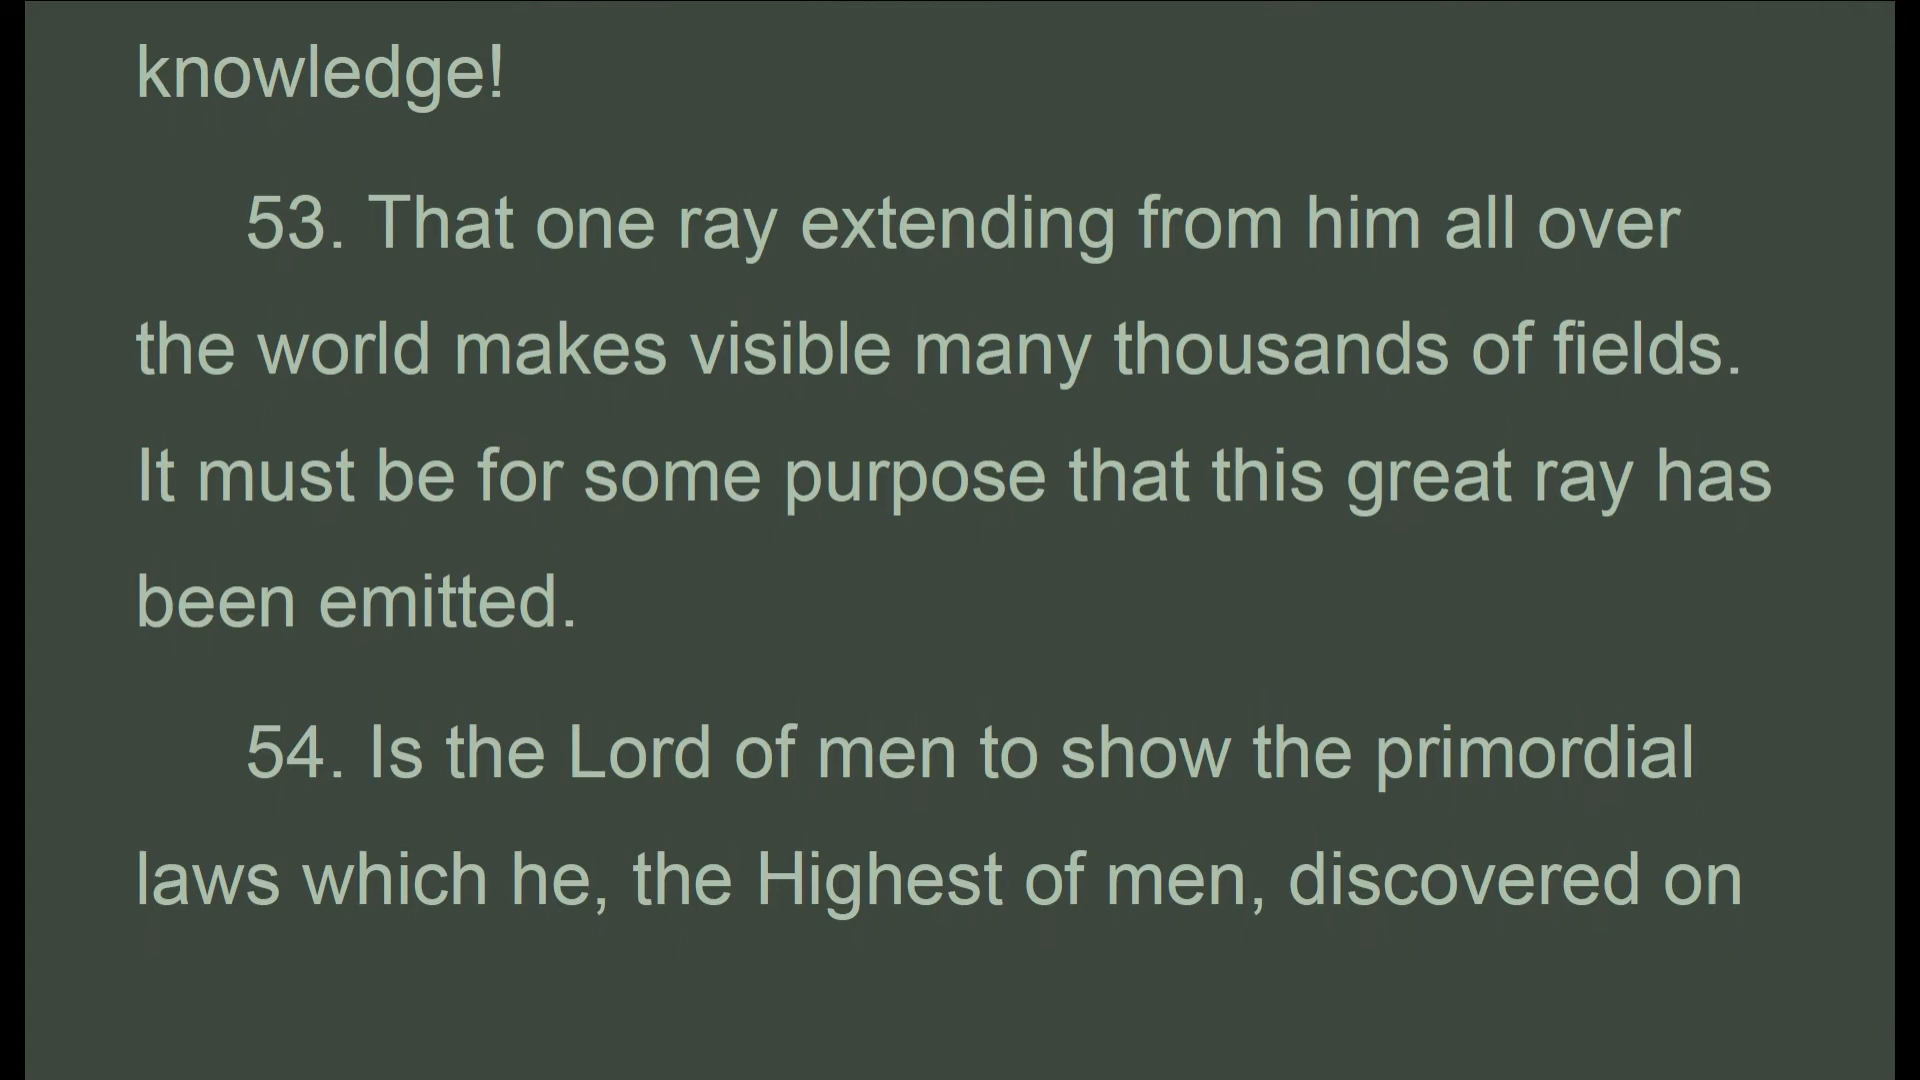 knowledge!
53. That one ray extending from him all over
the world makes visible many thousands of fields.
It must be for some purpose that this great ray has
been emitted.
54. Is the Lord of men to show the primordial
laws which he, the Highest of men, discovered on